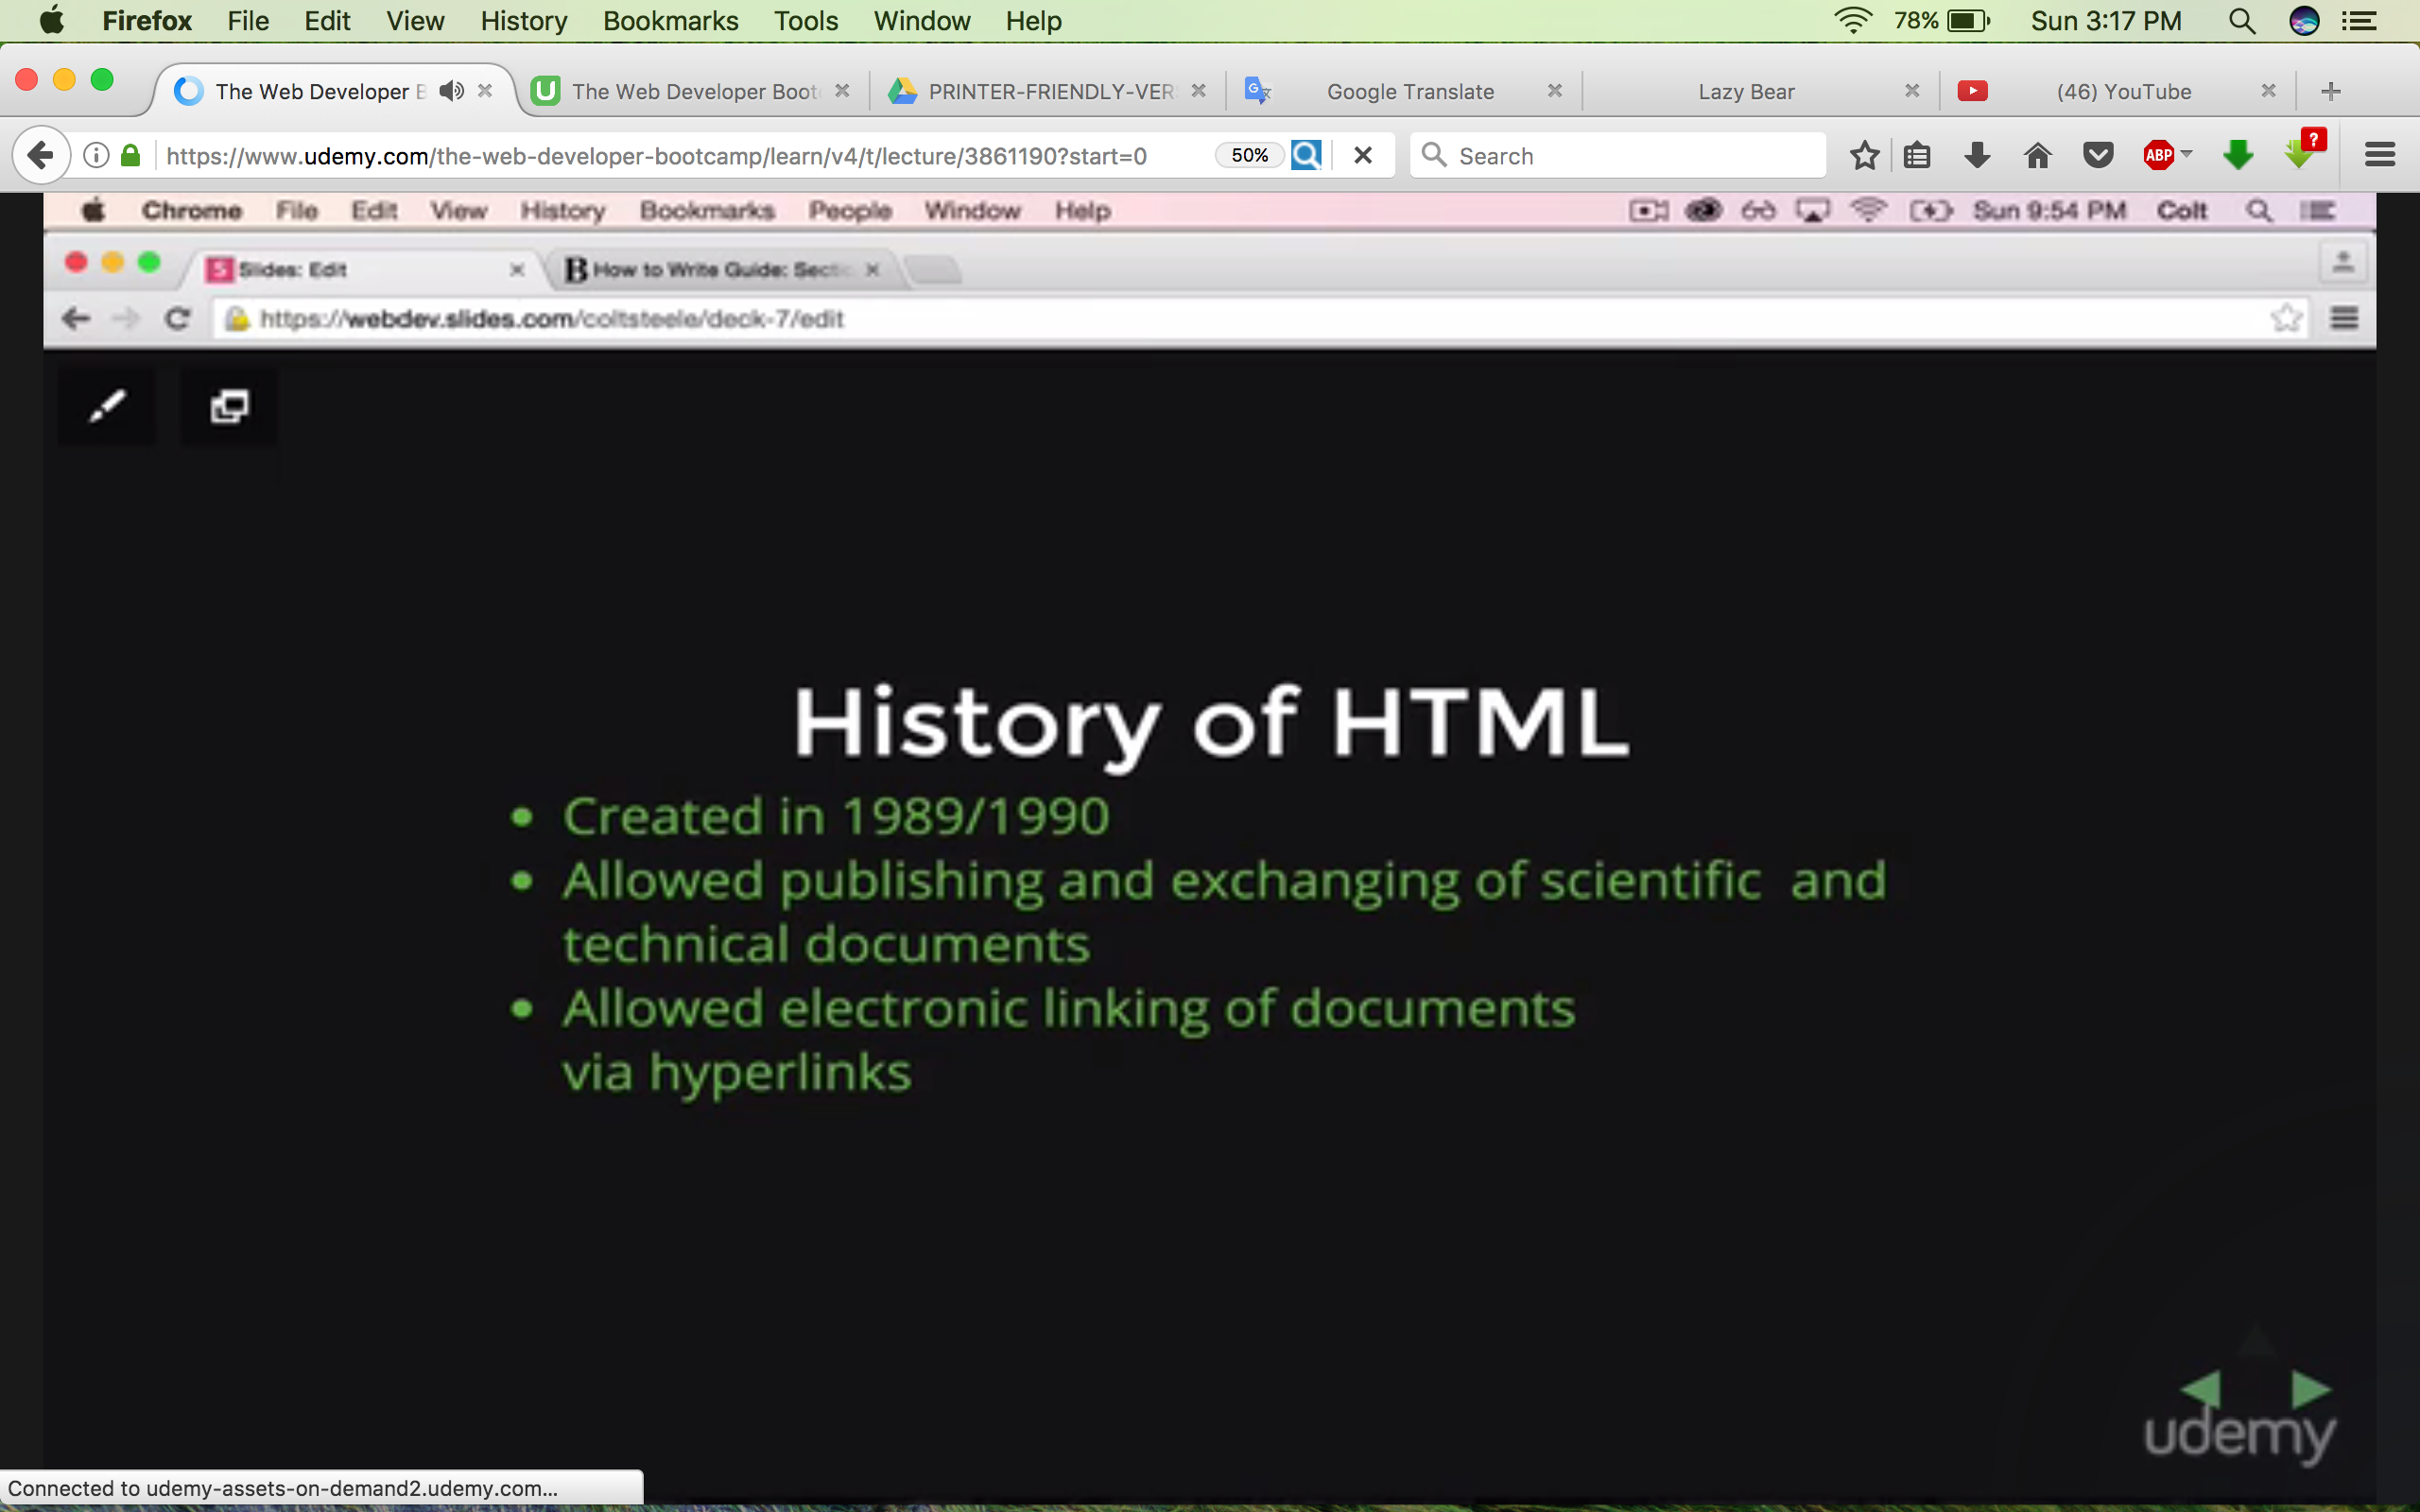 Firefox File Edit View History Bookmarks Tools Window Help 78% Sun 3:17 PM
The Web Developer B The Web Developer Boot PRINTER-FRIENDLY-VER Google Translate Lazy Bear (46) YouTube
https://www.udemy.com/the-web-developer-bootcamp/learn/v4/t/lecture/3861190?start=0 50% Search ABP ?
Chrome File Edit View History Bookmarks People Window Help Sun 9:54 PM Colt
S Slides: Edit B How to Write Guide: Secti
https://webdev.slides.com/coltsteele/deck-7/edit
History of HTML
• Created in 1989/1990
• Allowed publishing and exchanging of scientific and
technical documents
• Allowed electronic linking of documents
via hyperlinks
udemy
Connected to udemy-assets-on-demand2.udemy.com...